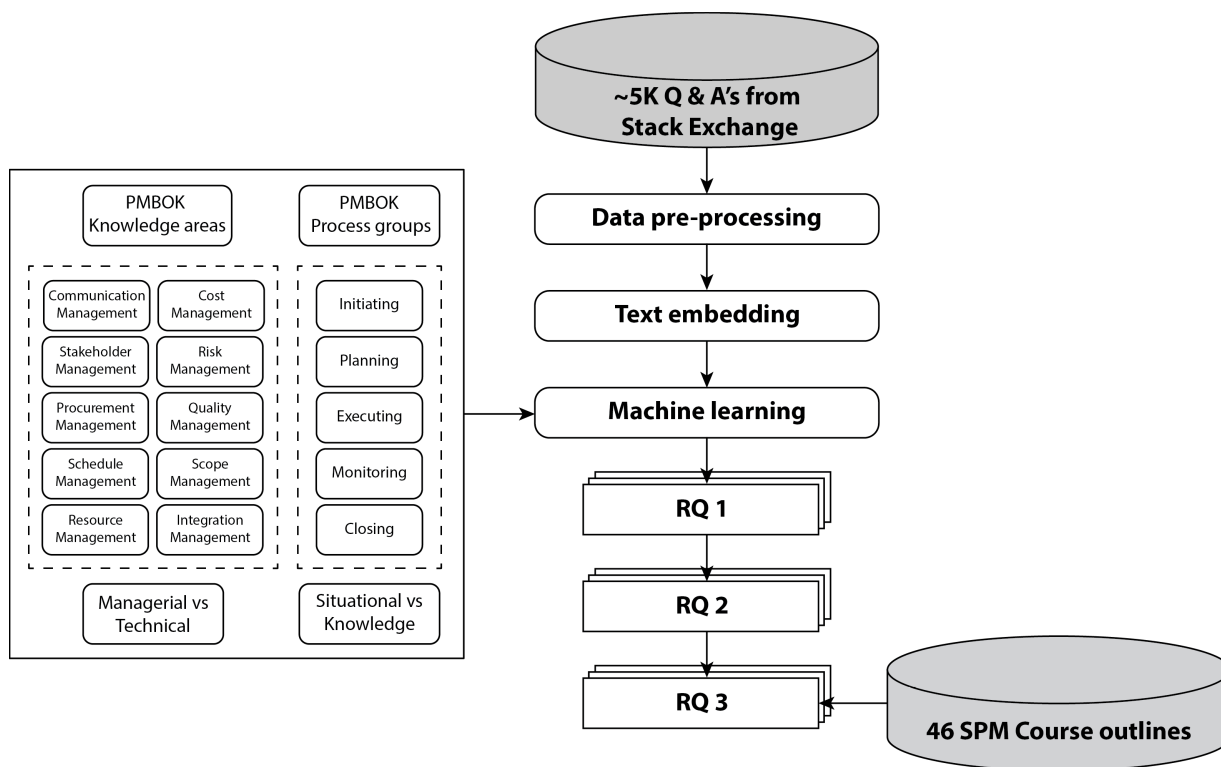 ~5K Q & A's from
Stack Exchange
Data pre-processing
Text embedding
Machine learning
RQ 1
RQ 2
RQ 3
46 SPM Course outlines
PMBOK
Knowledge areas
PMBOK
Process groups
Communication
Management
Cost
Management
Stakeholder
Management
Risk
Management
Procurement
Management
Quality
Management
Schedule
Management
Scope
Management
Resource
Management
Integration
Management
Initiating
Planning
Executing
Monitoring
Closing
Managerial vs
Technical
Situational vs
Knowledge